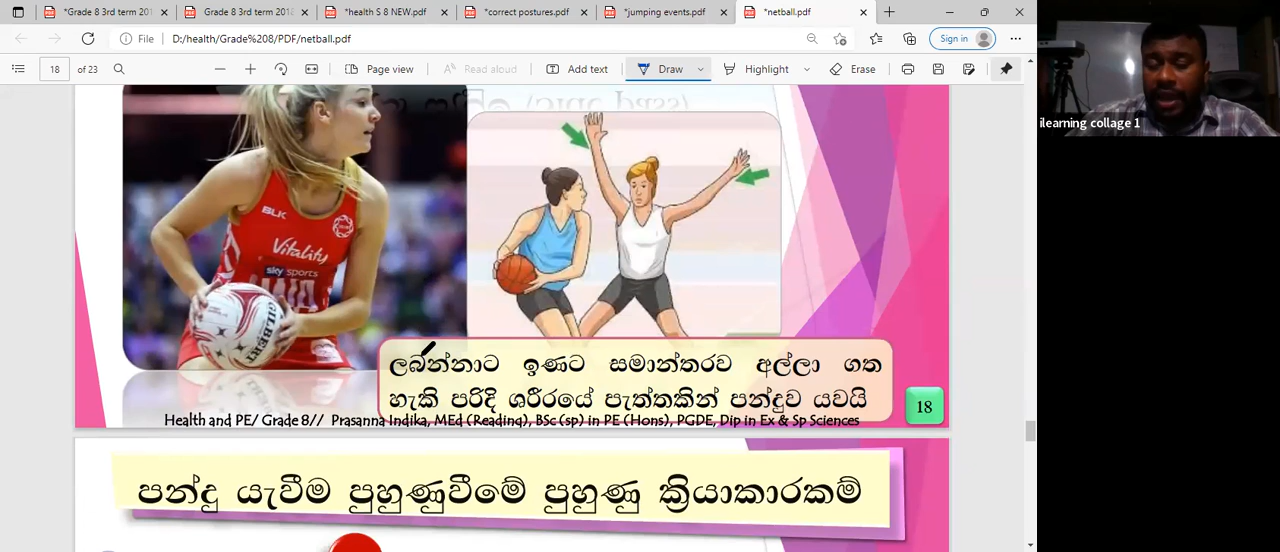 *Grade 8 3rd term 201
Grade 8 3rd term 201
*health S 8 NEW.pdf
*correct postures.pdf
*jumping events.pdf
*netball.pdf
File
D:/health/Grade%208/PDF/netball.pdf
Sign in
18 of 23
Page view
Read aloud
Add text
Draw
Highlight
Erase
ilearning collage 1
BLK
Vitality
sky sports
GILBERT
ලබන්නාට ඉණට සමාන්තරව අල්ලා ගත
හැකි පරිදි ශරීරයේ පැත්තකින් පන්දුව යවයි
18
Health and PE/ Grade 8// Prasanna Indika, MEd (Reading), BSc (sp) in PE (Hons), PGDE, Dip in Ex & Sp Sciences
පන්දු යැවීම පුහුණුවීමේ පුහුණු ක්‍රියාකාරකම්